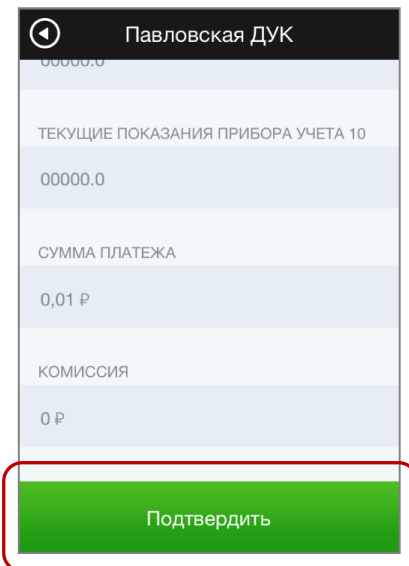 Павловская ДУК
00000.0
ТЕКУЩИЕ ПОКАЗАНИЯ ПРИБОРА УЧЕТА 10
00000.0
СУММА ПЛАТЕЖА
0,01 ₽
КОМИССИЯ
0 ₽
Подтвердить